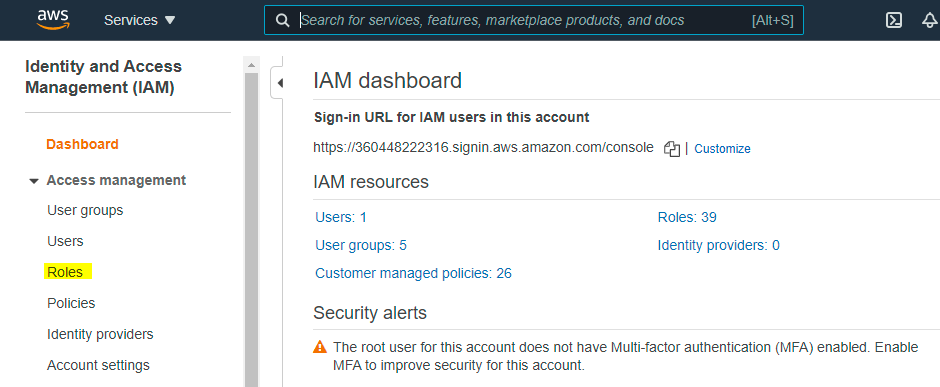 aws
Services
Search for services, features, marketplace products, and docs
[Alt+S]
Identity and Access
Management (IAM)
Dashboard
Access management
User groups
Users
Roles
Policies
Identity providers
Account settings
IAM dashboard
Sign-in URL for IAM users in this account
https://360448222316.signin.aws.amazon.com/console | Customize
IAM resources
Users: 1
Roles: 39
User groups: 5
Identity providers: 0
Customer managed policies: 26
Security alerts
The root user for this account does not have Multi-factor authentication (MFA) enabled. Enable
MFA to improve security for this account.